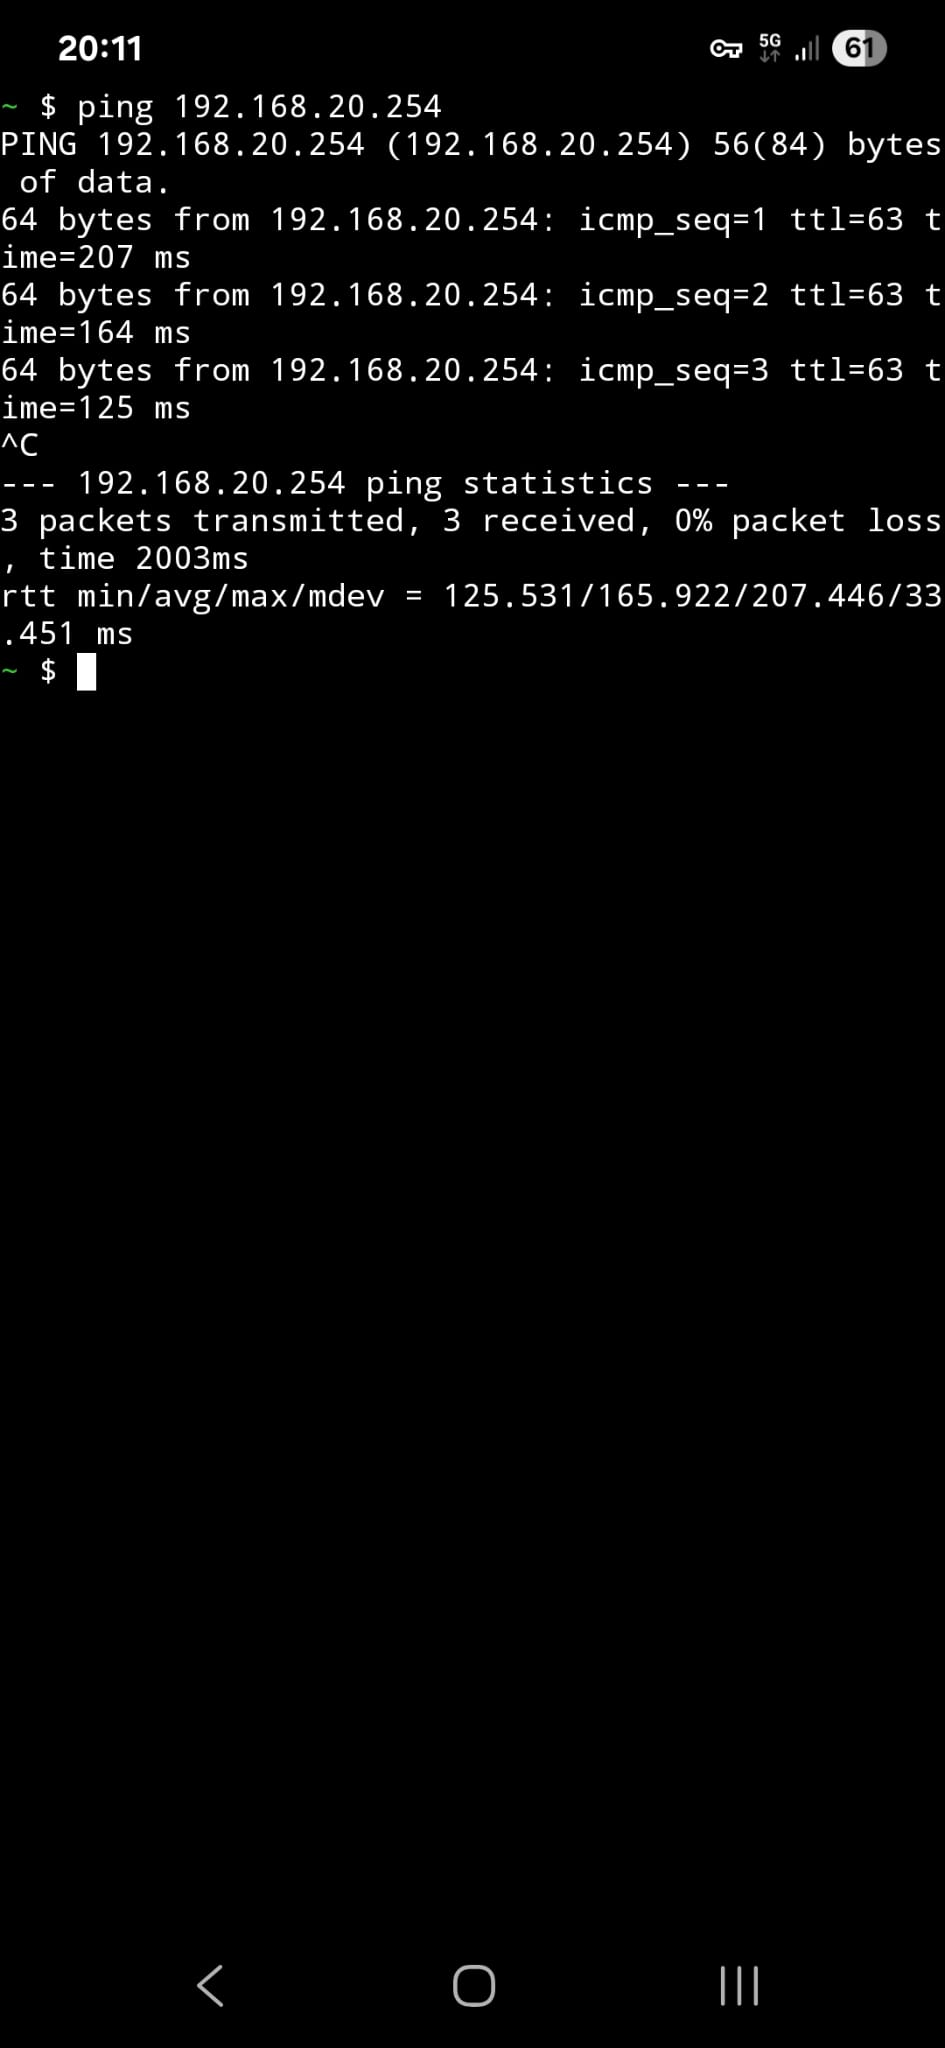 20:11
5G
61
~ $ ping 192.168.20.254
PING 192.168.20.254 (192.168.20.254) 56(84) bytes
 of data.
64 bytes from 192.168.20.254: icmp_seq=1 ttl=63 t
ime=207 ms
64 bytes from 192.168.20.254: icmp_seq=2 ttl=63 t
ime=164 ms
64 bytes from 192.168.20.254: icmp_seq=3 ttl=63 t
ime=125 ms
^C
--- 192.168.20.254 ping statistics ---
3 packets transmitted, 3 received, 0% packet loss
, time 2003ms
rtt min/avg/max/mdev = 125.531/165.922/207.446/33
.451 ms
~ $